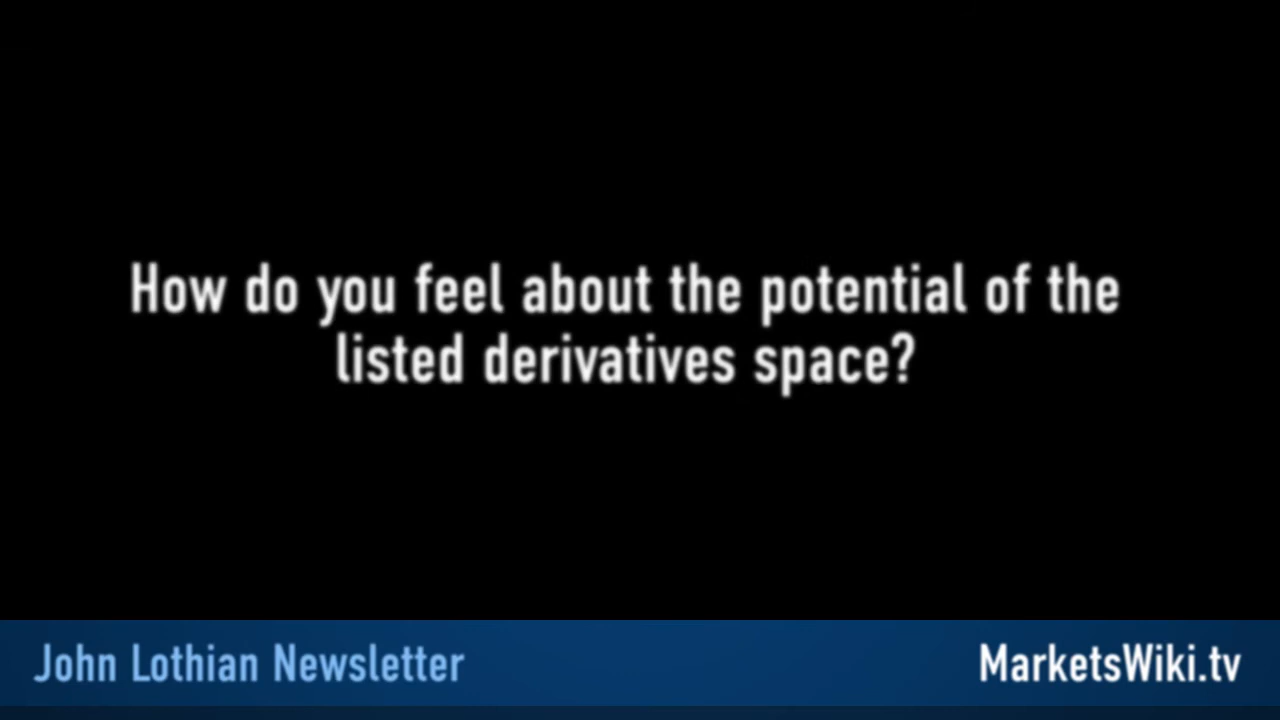 How do you feel about the potential of the
listed derivatives space?
John Lothian Newsletter
MarketsWiki.tv